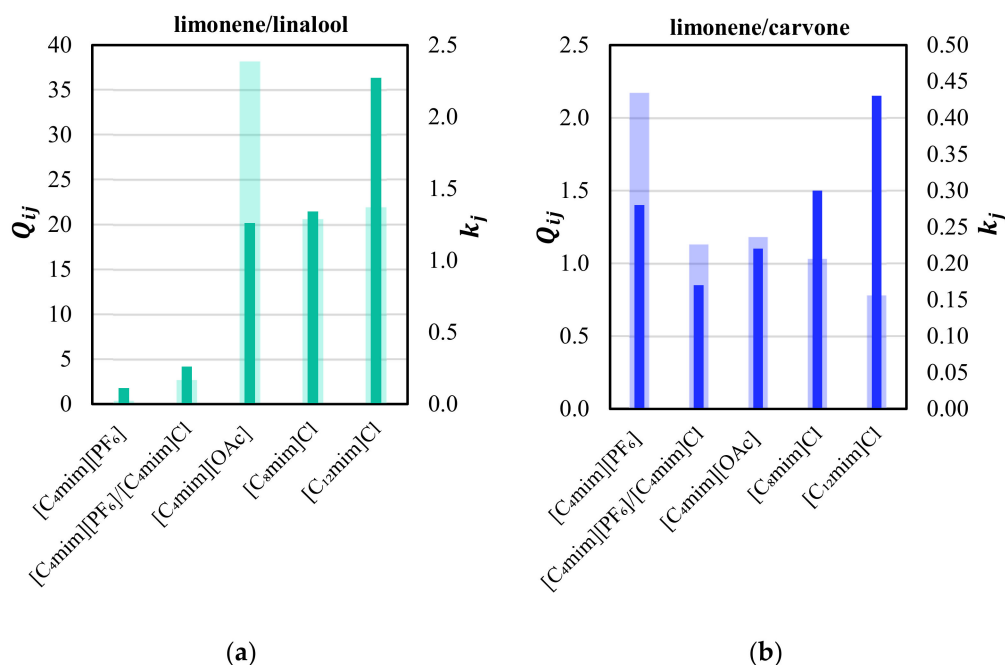 limonene/linalool
40
35
30
25
20
15
10
5
0
Qij
2.5
2.0
1.5
1.0
0.5
0.0
kj
[C₄mim][PF₆]
[C₄mim][PF₆]/[C₄mim]Cl
[C₄mim][OAc]
[C₈mim]Cl
[C₁₂mim]Cl
(a)
limonene/carvone
2.5
2.0
1.5
1.0
0.5
0.0
Qij
0.50
0.45
0.40
0.35
0.30
0.25
0.20
0.15
0.10
0.05
0.00
kj
[C₄mim][PF₆]
[C₄mim][PF₆]/[C₄mim]Cl
[C₄mim][OAc]
[C₈mim]Cl
[C₁₂mim]Cl
(b)